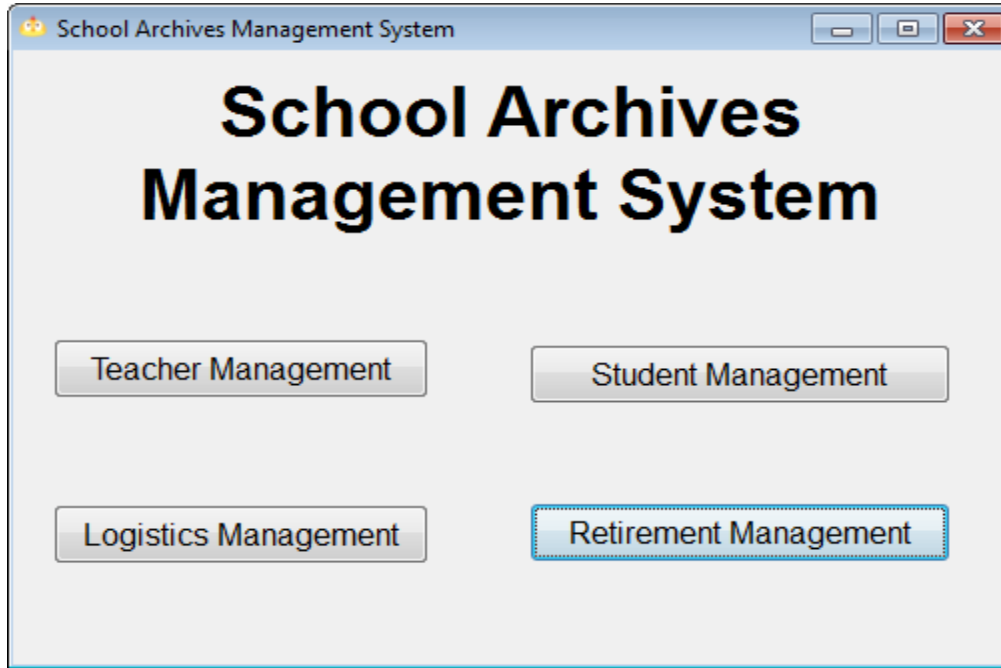 School Archives Management System
School Archives
Management System
Teacher Management
Student Management
Logistics Management
Retirement Management